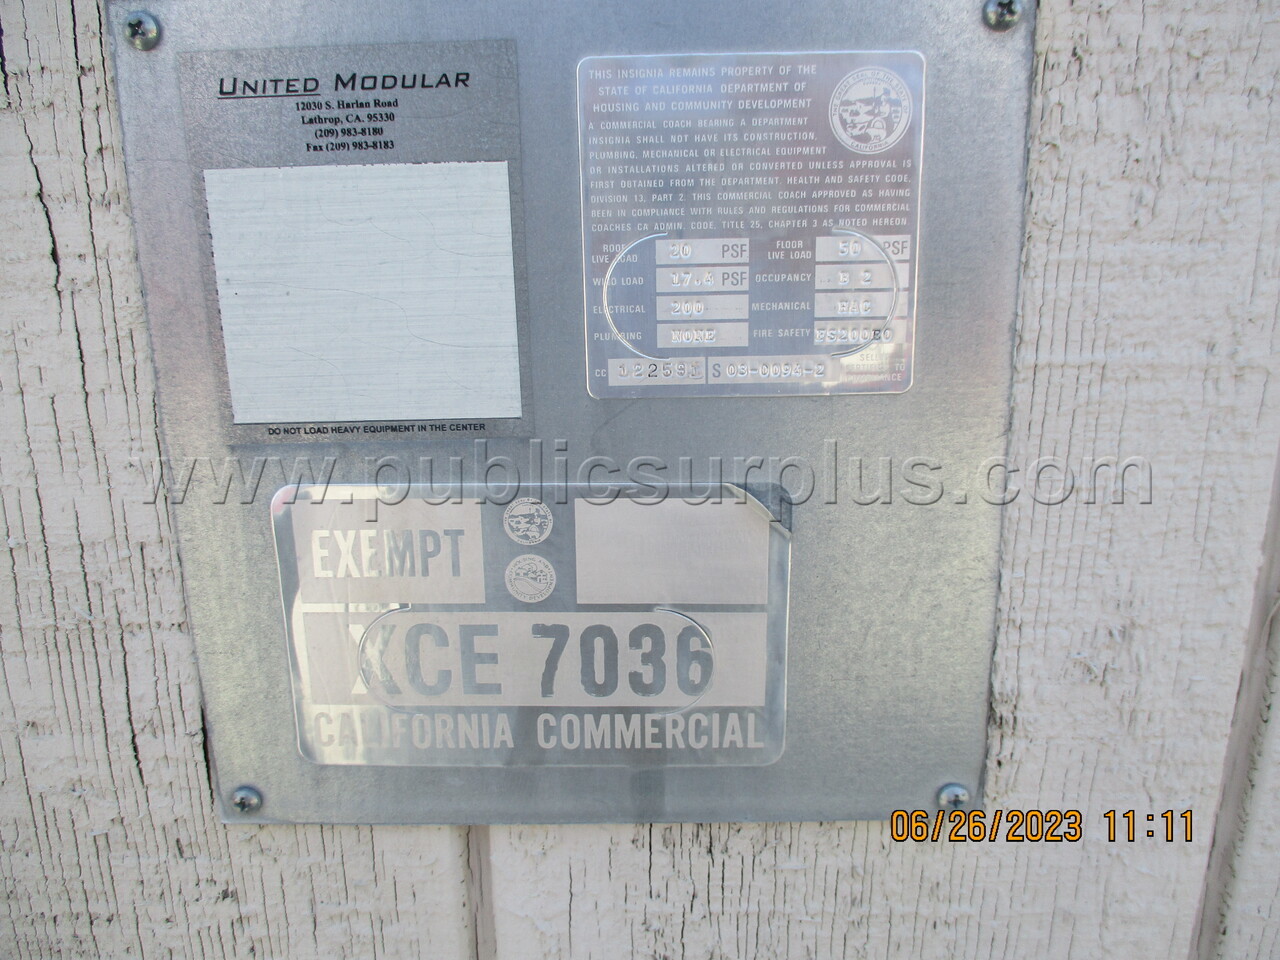 UNITED MODULAR
12030 S. Harlan Road
Lathrop, CA. 95330
(209) 983-8180
Fax (209) 983-8183
DO NOT LOAD HEAVY EQUIPMENT IN THE CENTER
THIS INSIGNIA REMAINS PROPERTY OF THE
STATE OF CALIFORNIA DEPARTMENT OF
HOUSING AND COMMUNITY DEVELOPMENT
A COMMERCIAL COACH BEARING A DEPARTMENT
INSIGNIA SHALL NOT HAVE ITS CONSTRUCTION,
PLUMBING, MECHANICAL OR ELECTRICAL EQUIPMENT
OR INSTALLATIONS ALTERED OR CONVERTED UNLESS APPROVAL IS
FIRST OBTAINED FROM THE DEPARTMENT. HEALTH AND SAFETY CODE,
DIVISION 13, PART 2. THIS COMMERCIAL COACH APPROVED AS HAVING
BEEN IN COMPLIANCE WITH RULES AND REGULATIONS FOR COMMERCIAL
COACHES CA ADMIN. CODE, TITLE 25, CHAPTER 3 AS NOTED HEREON.
ROOF LIVE LOAD 20 PSF FLOOR LIVE LOAD 50 PSF
WIND LOAD 17.4 PSF OCCUPANCY B 2
ELECTRICAL 200 MECHANICAL
PLUMBING NONE FIRE SAFETY
CC S 03-0094-2
www.publicsurplus.com
EXEMPT
XCE 7036
CALIFORNIA COMMERCIAL
06/26/2023 11:11